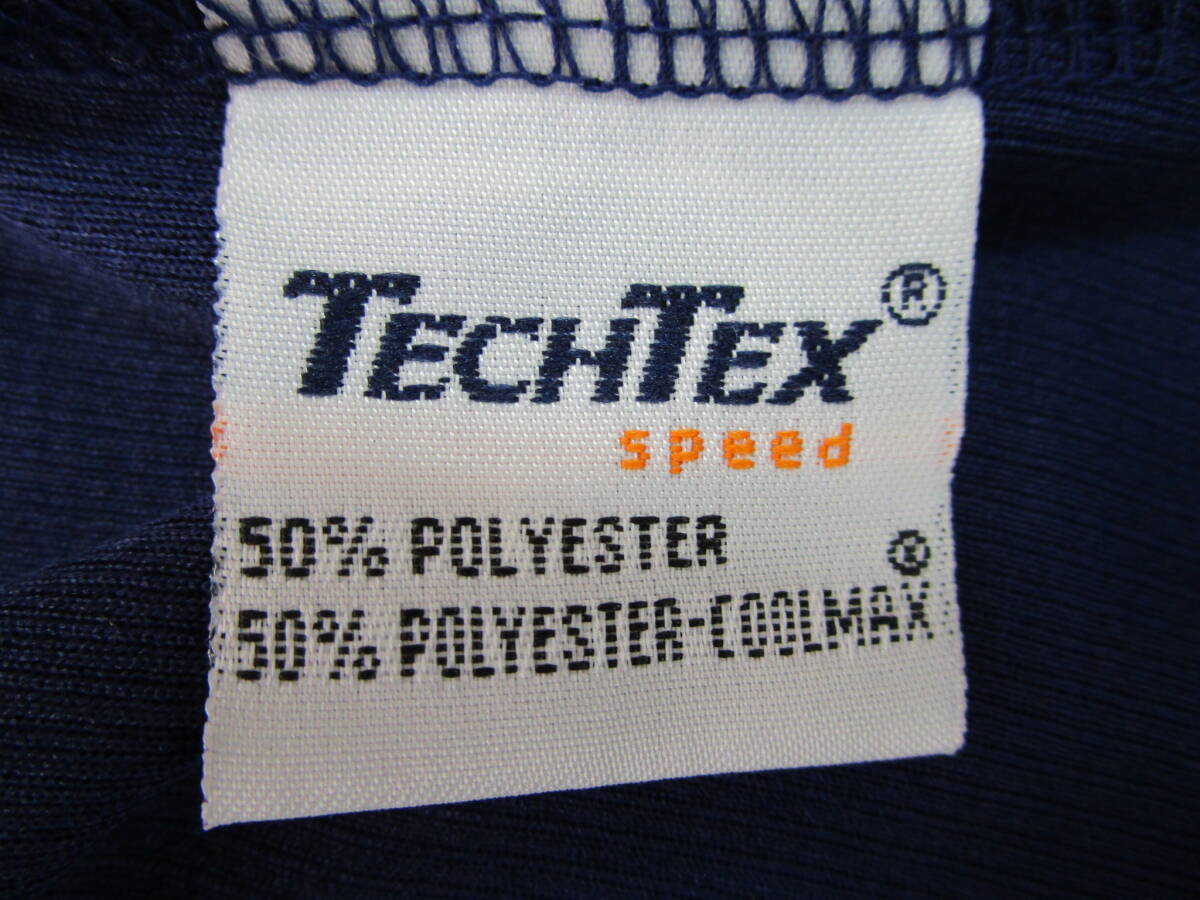 TECHTEX®
speed
50% POLYESTER
50% POLYESTER-COOLMAX®